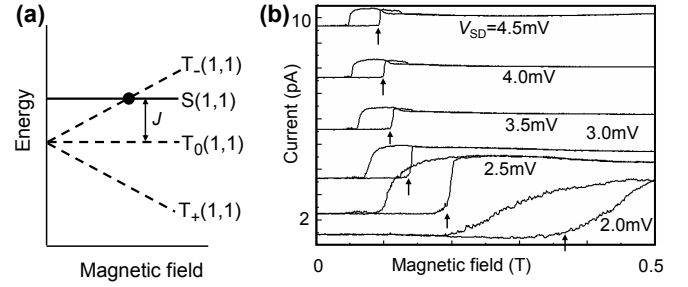 (a)
Energy
T₋(1,1)
S(1,1)
J
T₀(1,1)
T₊(1,1)
Magnetic field
(b)
Current (pA)
10
2
V_SD=4.5mV
4.0mV
3.5mV
3.0mV
2.5mV
2.0mV
0
Magnetic field (T)
0.5